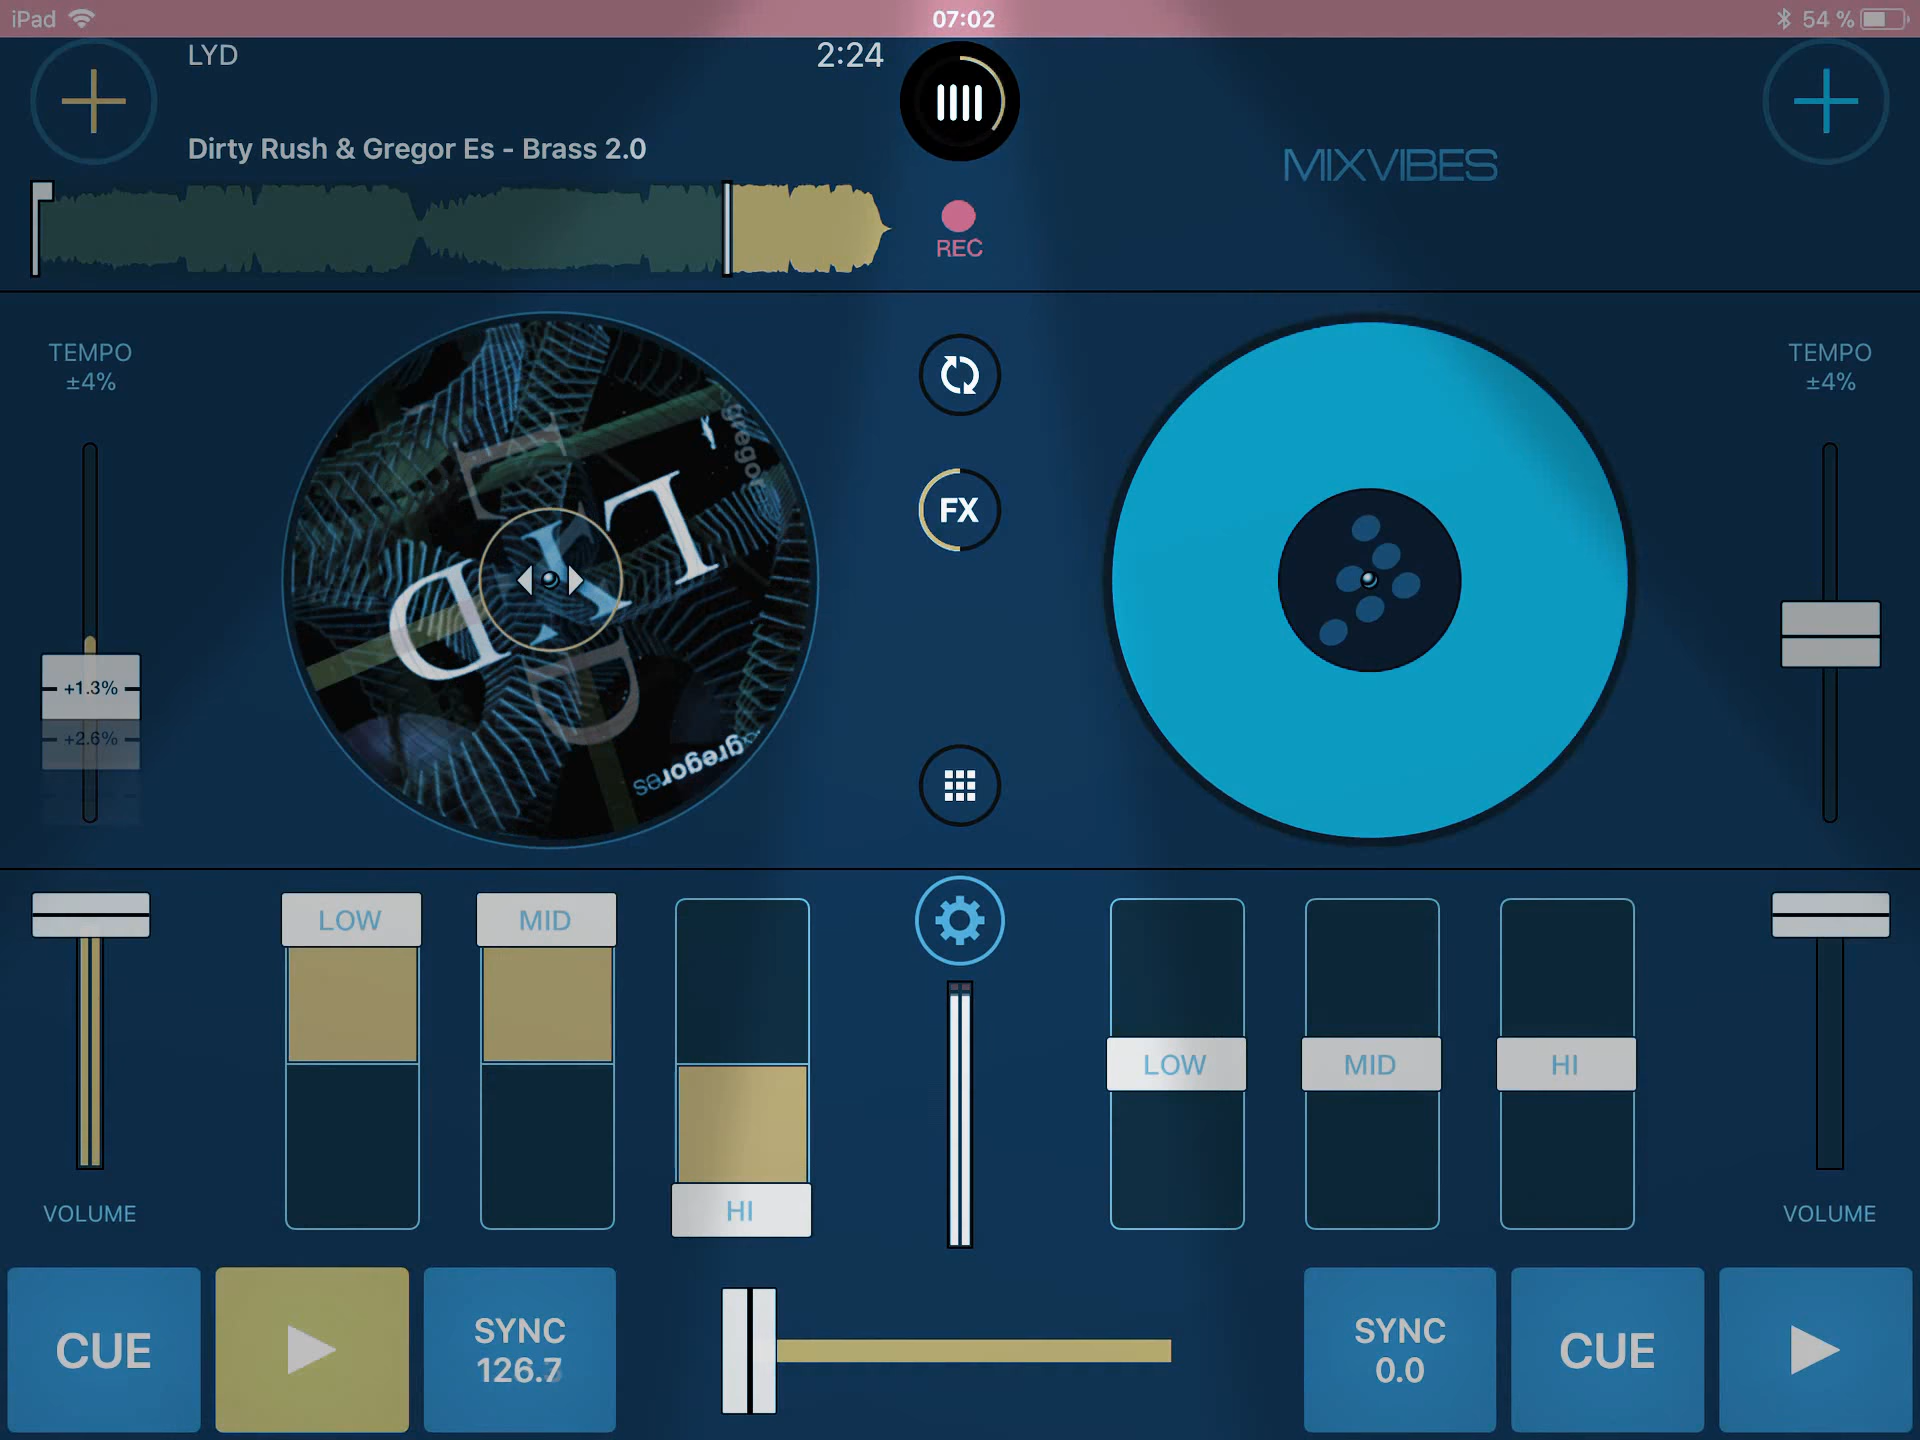 iPad 07:02 54 %
LYD 2:24
Dirty Rush & Gregor Es - Brass 2.0
MIXVIBES
REC
TEMPO
±4%
TEMPO
±4%
FX
+1.3%
+2.6%
LYD
L
D
gregor
gregores
LOW MID HI
LOW MID HI
VOLUME
VOLUME
CUE
SYNC
126.7
SYNC
0.0
CUE